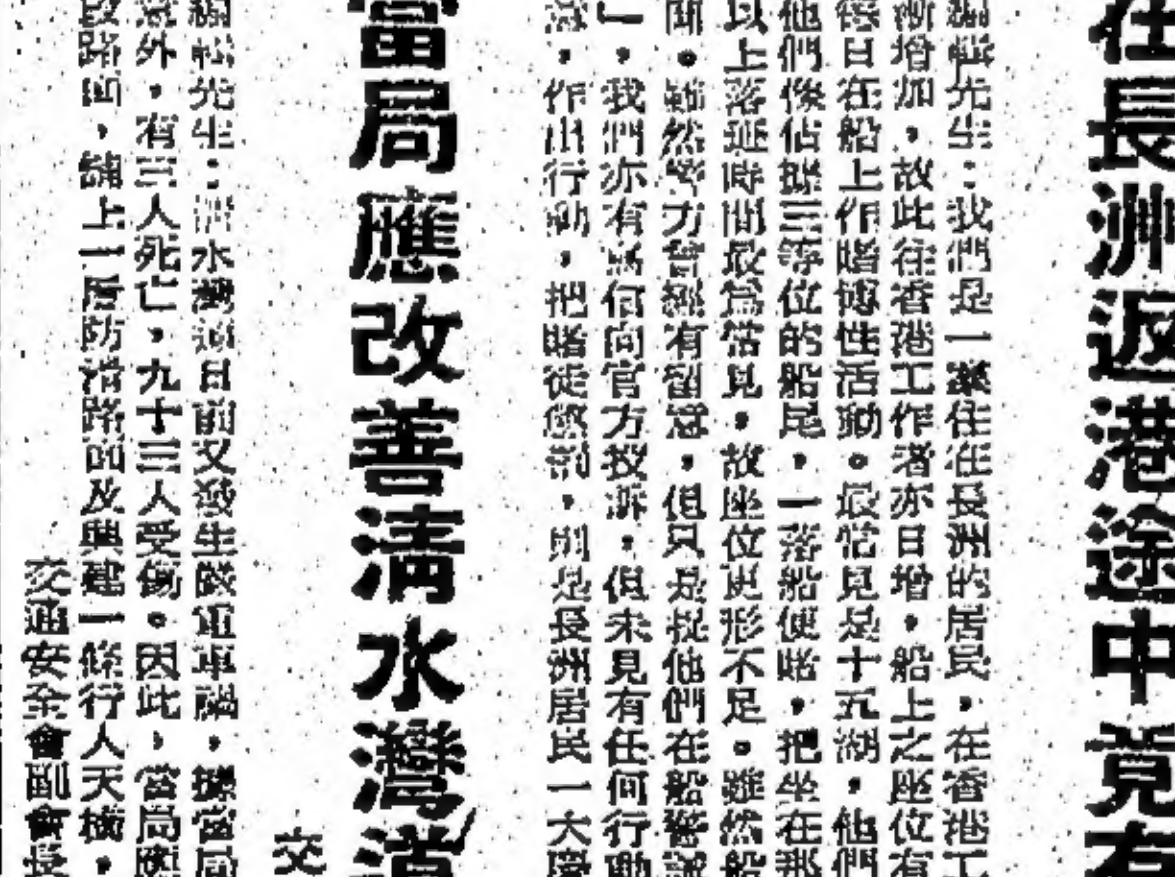 住長洲返港途中竟有
編輯先生：我們是一羣住在長洲的居民，在香港工
漸增加，故此往香港工作者亦日增，船上之座位有
日在船上作賭博性活動。最常見是十五湖，他們
他們像佔據三等位的船尾，一落船便賭，把坐在那
以上落延時間最為常見，故座位更形不足。雖然船
聞。雖然警方曾經有留意，但只是捉他們在船
」，我們亦有為何向官方投訴，但未見有任何行動
，作出行動，把賭徒懲罰，則是長洲居民一大
當局應改善清水灣道
交
編輯先生：清水灣道日前又發生嚴重車禍，據當局
外，有三人死亡，九十三人受傷。因此，當局應
路面，舖上一層防滑路面及興建一條行人天橋，
交通安全會副會長